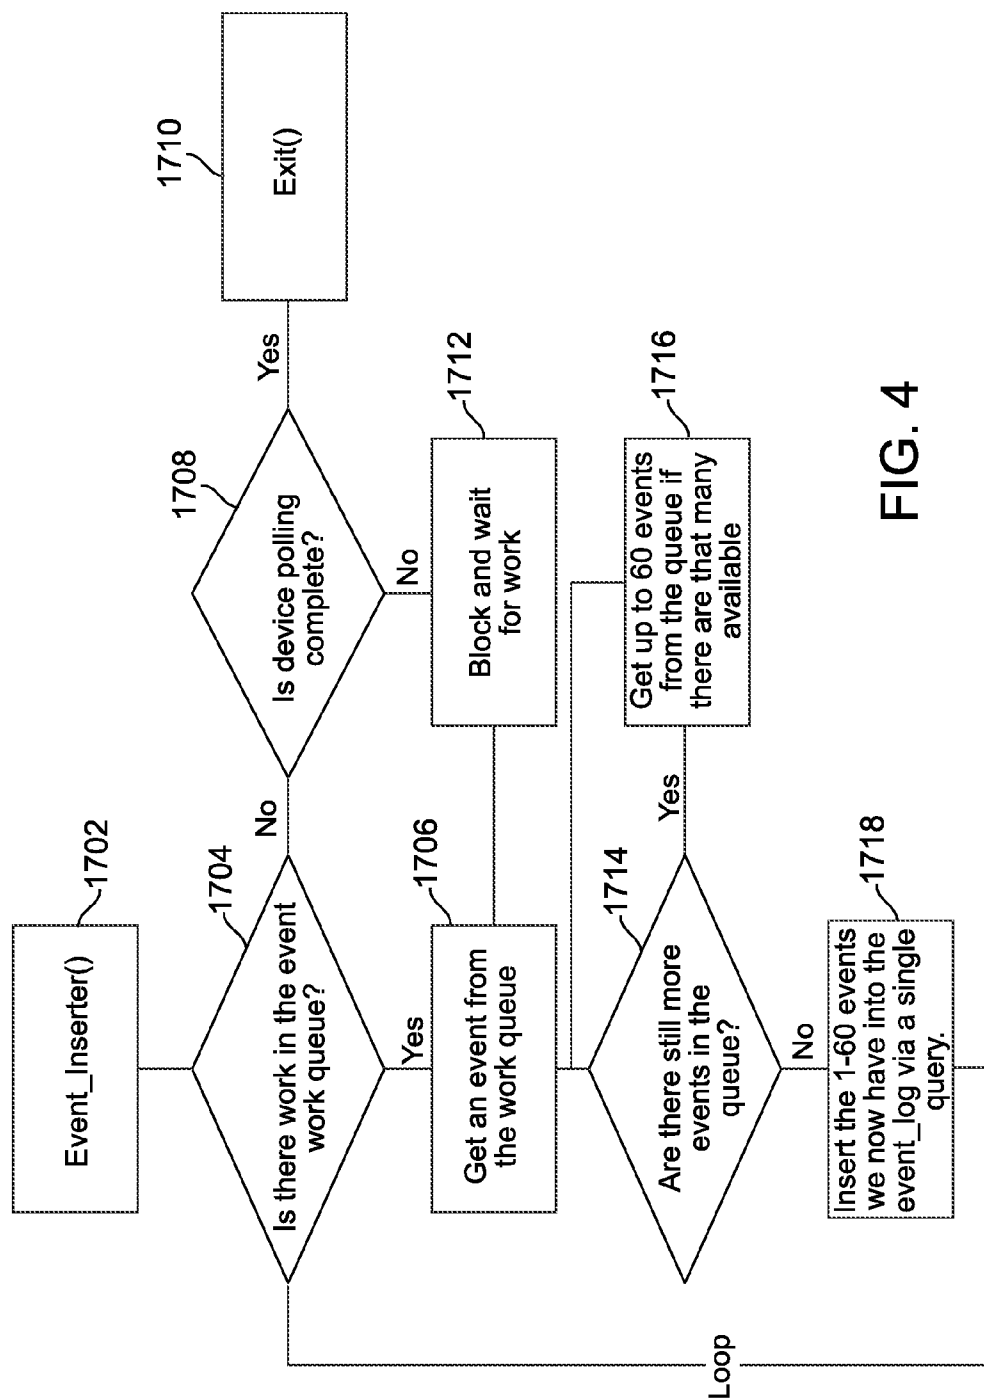 1702
Event_Inserter()
1704
Is there work in the event
work queue?
No
Yes
1708
Is device polling
complete?
Yes
No
1710
Exit()
1706
Get an event from
the work queue
1712
Block and wait
for work
1714
Are there still more
events in the
queue?
Yes
No
1716
Get up to 60 events
from the queue if
there are that many
available
1718
Insert the 1-60 events
we now have into the
event_log via a single
query.
Loop
FIG. 4